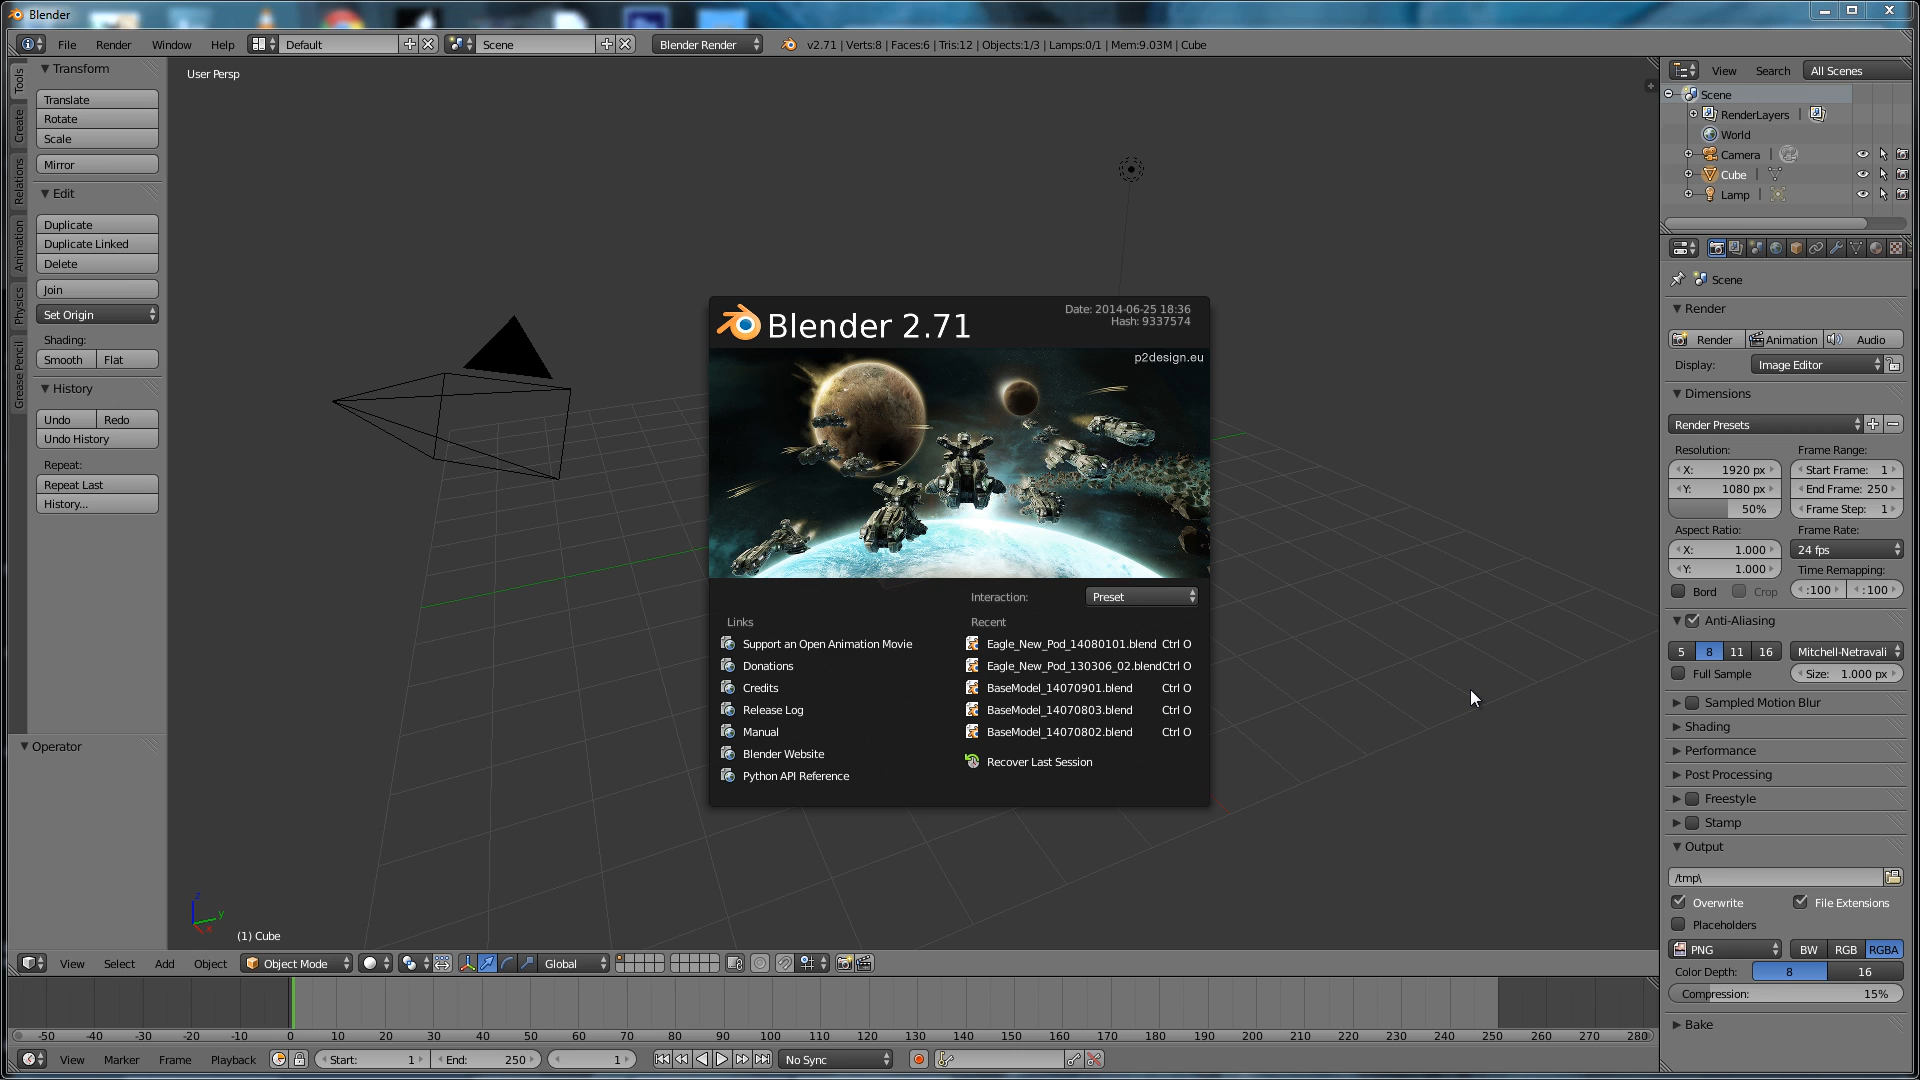 Blender
File Render Window Help Default Scene Blender Render v2.71 | Verts:8 | Faces:6 | Tris:12 | Objects:1/3 | Lamps:0/1 | Mem:9.03M | Cube
Tools
Create
Relations
Animation
Physics
Grease Pencil
Transform
Translate
Rotate
Scale
Mirror
Edit
Duplicate
Duplicate Linked
Delete
Join
Set Origin
Shading:
Smooth Flat
History
Undo Redo
Undo History
Repeat:
Repeat Last
History...
Operator
User Persp
Blender 2.71
Date: 2014-06-25 18:36
Hash: 9337574
p2design.eu
Interaction: Preset
Links
Support an Open Animation Movie
Donations
Credits
Release Log
Manual
Blender Website
Python API Reference
Recent
Eagle_New_Pod_14080101.blend Ctrl O
Eagle_New_Pod_130306_02.blend Ctrl O
BaseModel_14070901.blend Ctrl O
BaseModel_14070803.blend Ctrl O
BaseModel_14070802.blend Ctrl O
Recover Last Session
z
y
x
(1) Cube
View Select Add Object Object Mode Global
-50 -40 -30 -20 -10 0 10 20 30 40 50 60 70 80 90 100 110 120 130 140 150 160 170 180 190 200 210 220 230 240 250 260 270 280
View Marker Frame Playback Start: 1 End: 250 1 No Sync
View Search All Scenes
Scene
RenderLayers |
World
Camera |
Cube |
Lamp |
Scene
Render
Render Animation Audio
Display: Image Editor
Dimensions
Render Presets
Resolution: Frame Range:
X: 1920 px Start Frame: 1
Y: 1080 px End Frame: 250
50% Frame Step: 1
Aspect Ratio: Frame Rate:
X: 1.000 24 fps
Y: 1.000 Time Remapping:
Bord Crop :100 :100
Anti-Aliasing
5 8 11 16 Mitchell-Netravali
Full Sample Size: 1.000 px
Sampled Motion Blur
Shading
Performance
Post Processing
Freestyle
Stamp
Output
/tmp\
Overwrite File Extensions
Placeholders
PNG BW RGB RGBA
Color Depth: 8 16
Compression: 15%
Bake